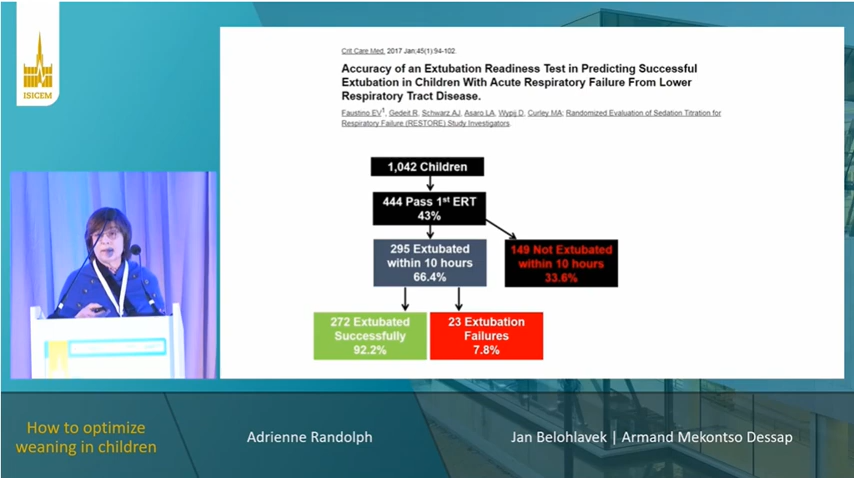 ISICEM
Crit Care Med. 2017 Jan;45(1):94-102.
Accuracy of an Extubation Readiness Test in Predicting Successful
Extubation in Children With Acute Respiratory Failure From Lower
Respiratory Tract Disease.
Faustino EV1, Gedeit R, Schwarz AJ, Asaro LA, Wypij D, Curley MA; Randomized Evaluation of Sedation Titration for
Respiratory Failure (RESTORE) Study Investigators.
1,042 Children
444 Pass 1st ERT
43%
295 Extubated
within 10 hours
66.4%
149 Not Extubated
within 10 hours
33.6%
272 Extubated
Successfully
92.2%
23 Extubation
Failures
7.8%
How to optimize
weaning in children
Adrienne Randolph
Jan Belohlavek | Armand Mekontso Dessap